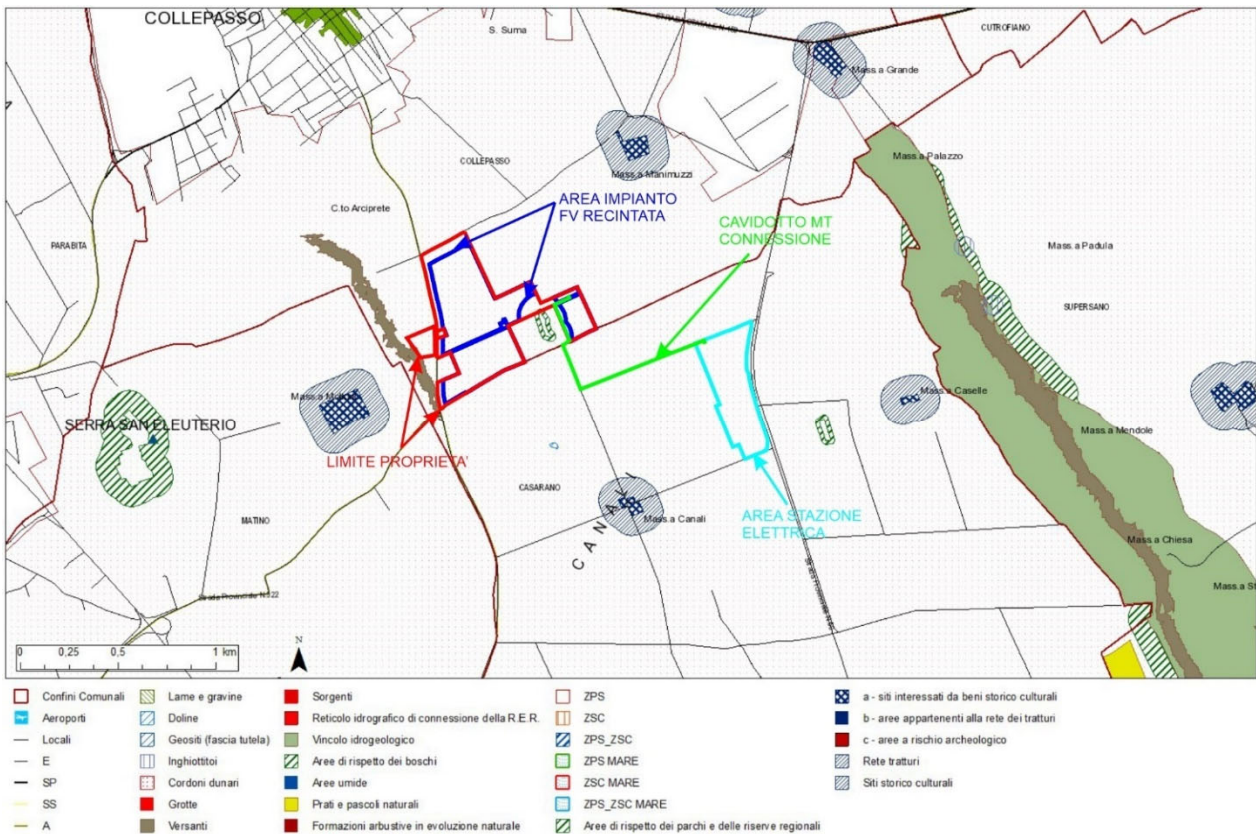 COLLEPASSO
S. Suma
CUTROFIANO
Mass.a Grande
COLLEPASSO
Mass.a Manimuzzi
Mass.a Palazzo
C.to Arciprete
AREA IMPIANTO
FV RECINTATA
CAVIDOTTO MT
CONNESSIONE
PARABITA
Mass.a Padula
SUPERSANO
Mass.a
Mass.a Caselle
SERRA SAN ELEUTERIO
Mass.a Mendole
LIMITE PROPRIETA'
CASARANO
MATINO
CANALI
Mass.a Canali
AREA STAZIONE
ELETTRICA
Mass.a Chiesa
Mass.a St
Strada Provinciale N.322
0 0,25 0,5 1 km
N
Confini Comunali
Aeroporti
Locali
E
SP
SS
A
Lame e gravine
Doline
Geositi (fascia tutela)
Inghiottitoi
Cordoni dunari
Grotte
Versanti
Sorgenti
Reticolo idrografico di connessione della R.E.R.
Vincolo idrogeologico
Aree di rispetto dei boschi
Aree umide
Prati e pascoli naturali
Formazioni arbustive in evoluzione naturale
ZPS
ZSC
ZPS_ZSC
ZPS MARE
ZSC MARE
ZPS_ZSC MARE
Aree di rispetto dei parchi e delle riserve regionali
a - siti interessati da beni storico culturali
b - aree appartenenti alla rete dei tratturi
c - aree a rischio archeologico
Rete tratturi
Siti storico culturali